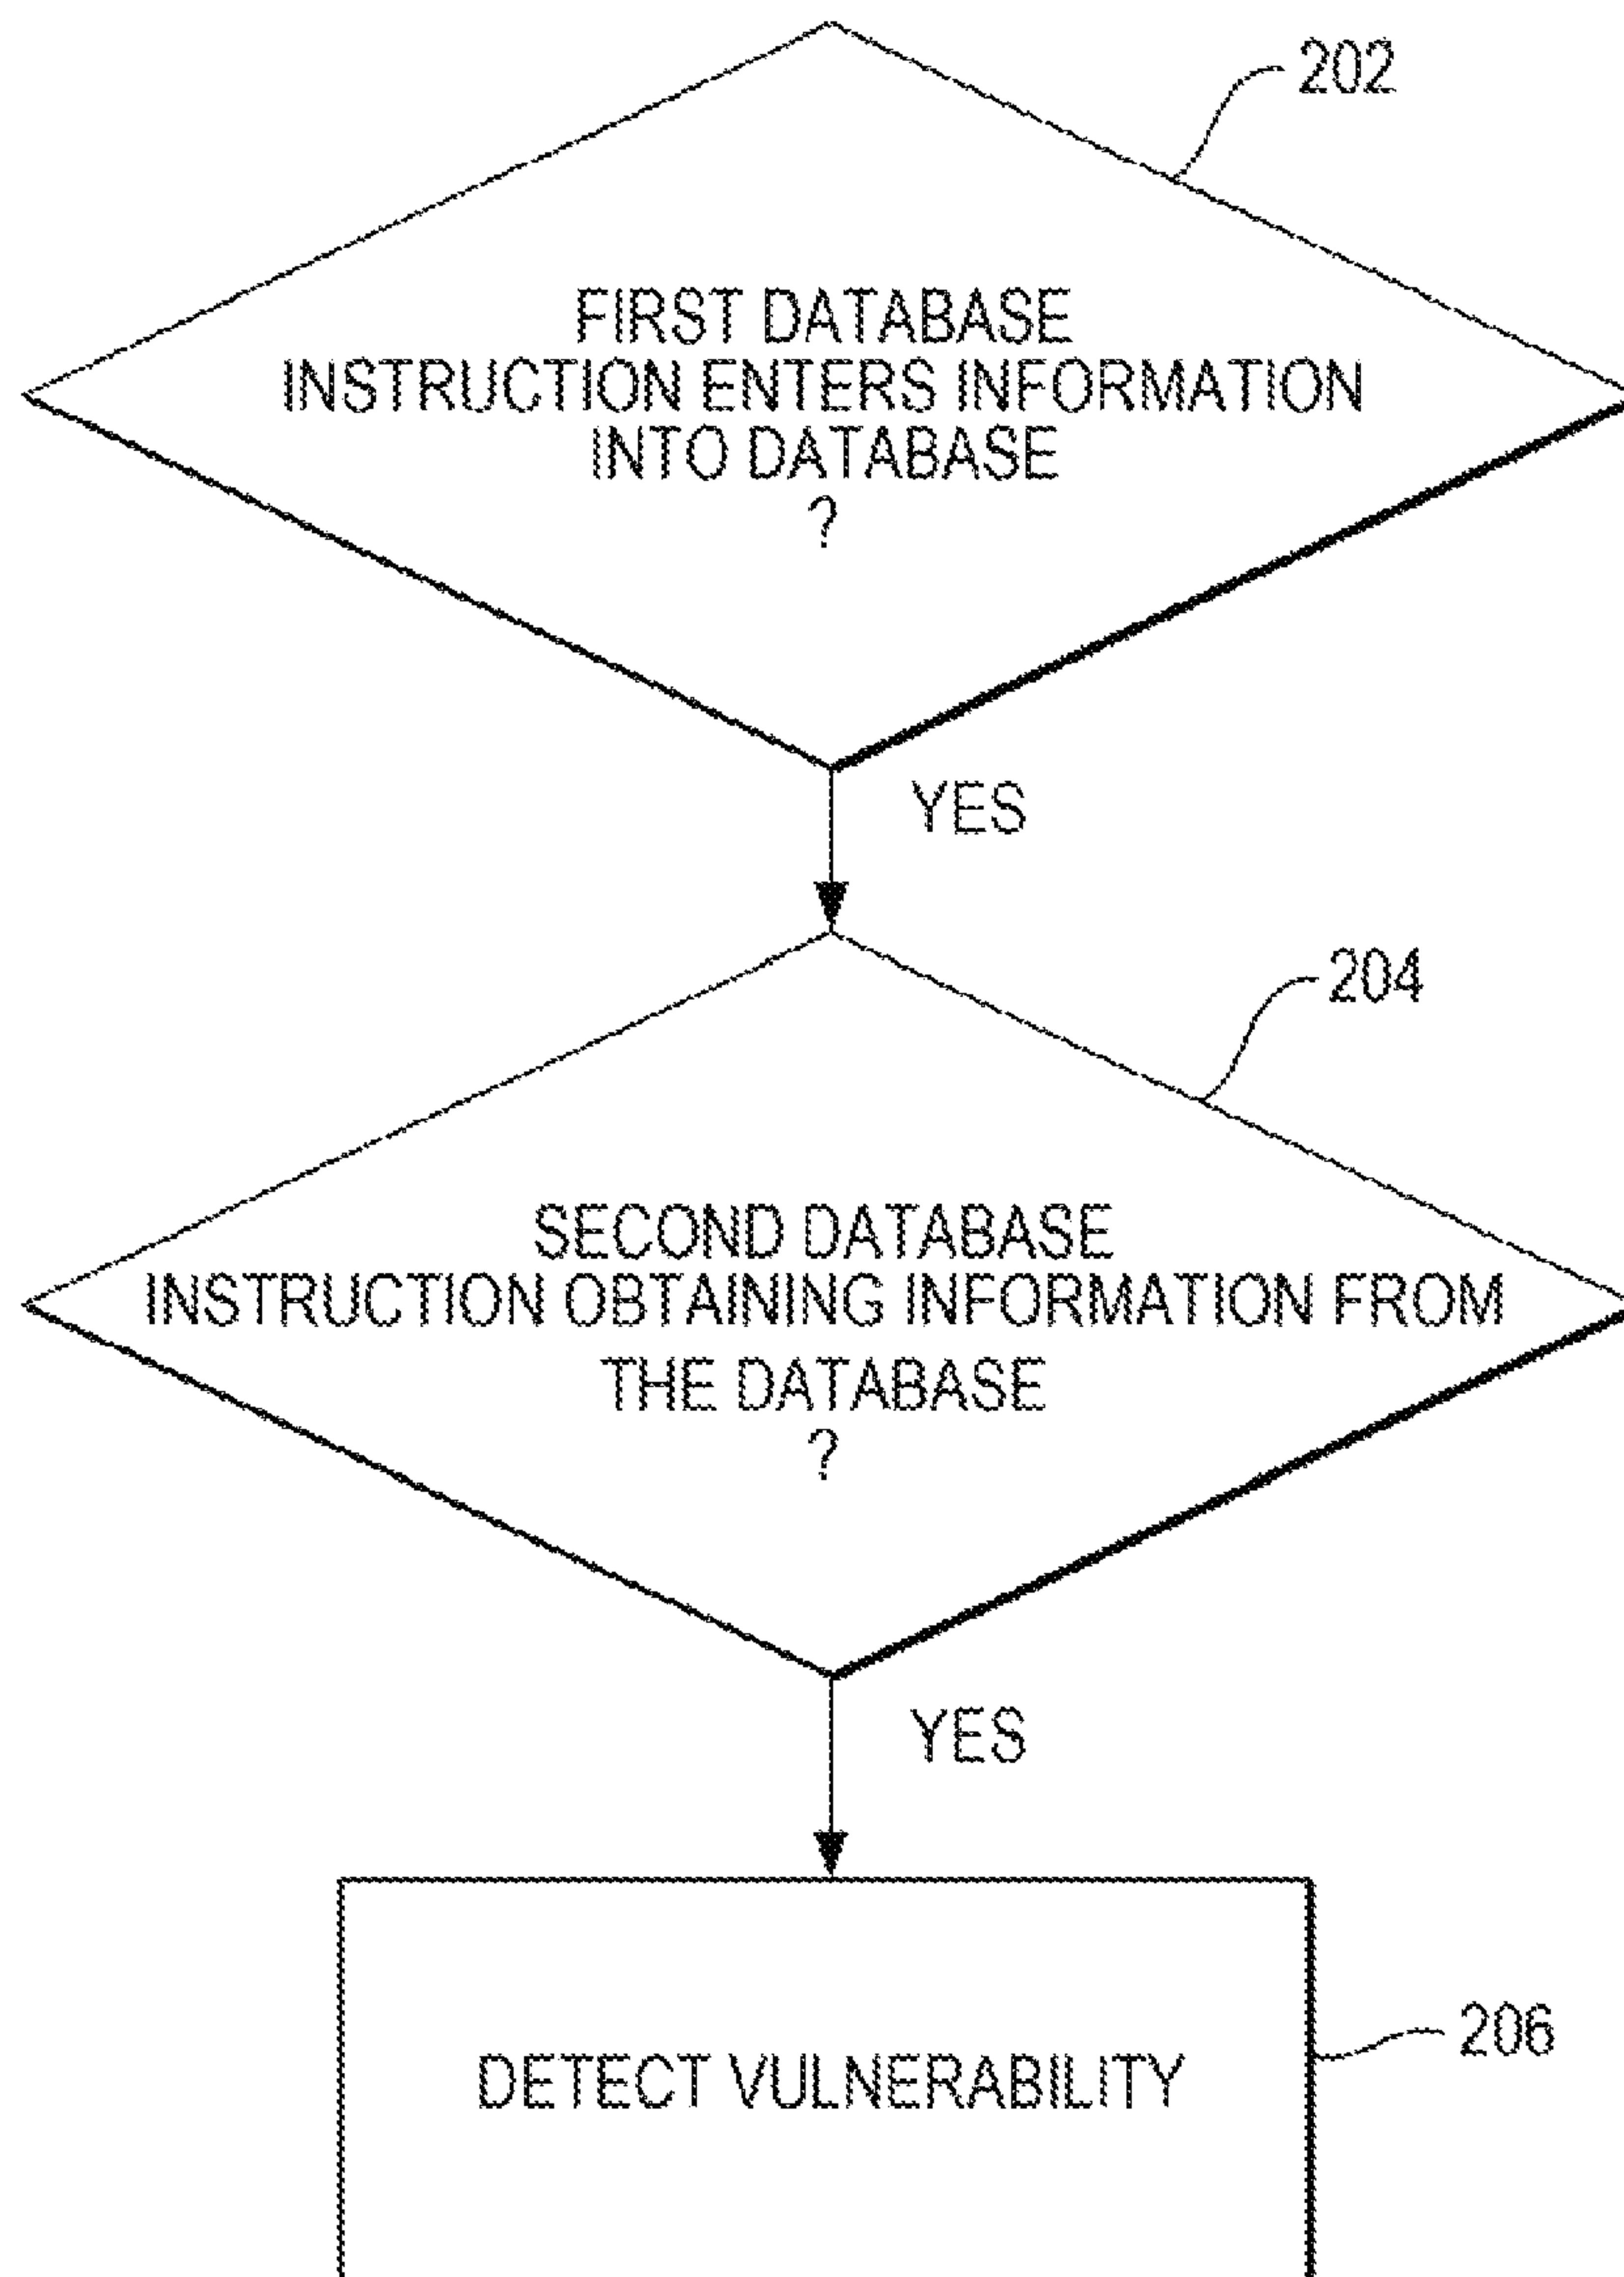 202
FIRST DATABASE
INSTRUCTION ENTERS INFORMATION
INTO DATABASE
?
YES
204
SECOND DATABASE
INSTRUCTION OBTAINING INFORMATION FROM
THE DATABASE
?
YES
206
DETECT VULNERABILITY